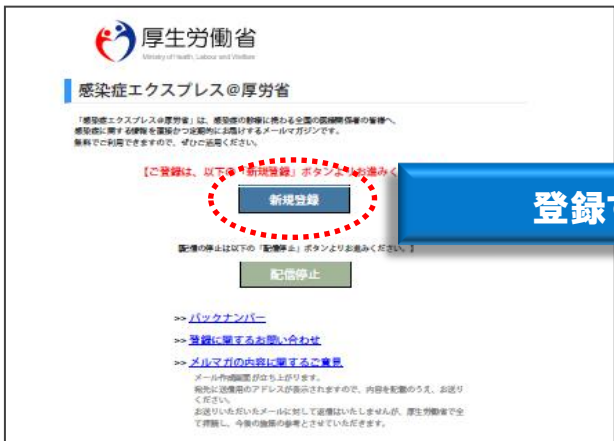 厚生労働省
Ministry of Health, Labour and Welfare
感染症エクスプレス@厚労省
「感染症エクスプレス@厚労省」は、感染症の診療に携わる全国の医療関係者の皆様へ、
感染症に関する情報を直接かつ定期的にお届けするメールマガジンです。
無料でご利用できますので、ぜひご活用ください。
【ご登録は、以下の「新規登録」ボタンよりお進みく
新規登録
登録
【配信の停止は以下の「配信停止」ボタンよりお進みください。】
配信停止
>> バックナンバー
>> 登録に関するお問い合わせ
>> メルマガの内容に関するご意見
メール作成画面が立ち上がります。
宛先に送信用のアドレスが表示されますので、内容を記載のうえ、お送り
ください。
お送りいただいたメールに対して返信はいたしませんが、厚生労働省で全
て拝読し、今後の施策の参考とさせていただきます。